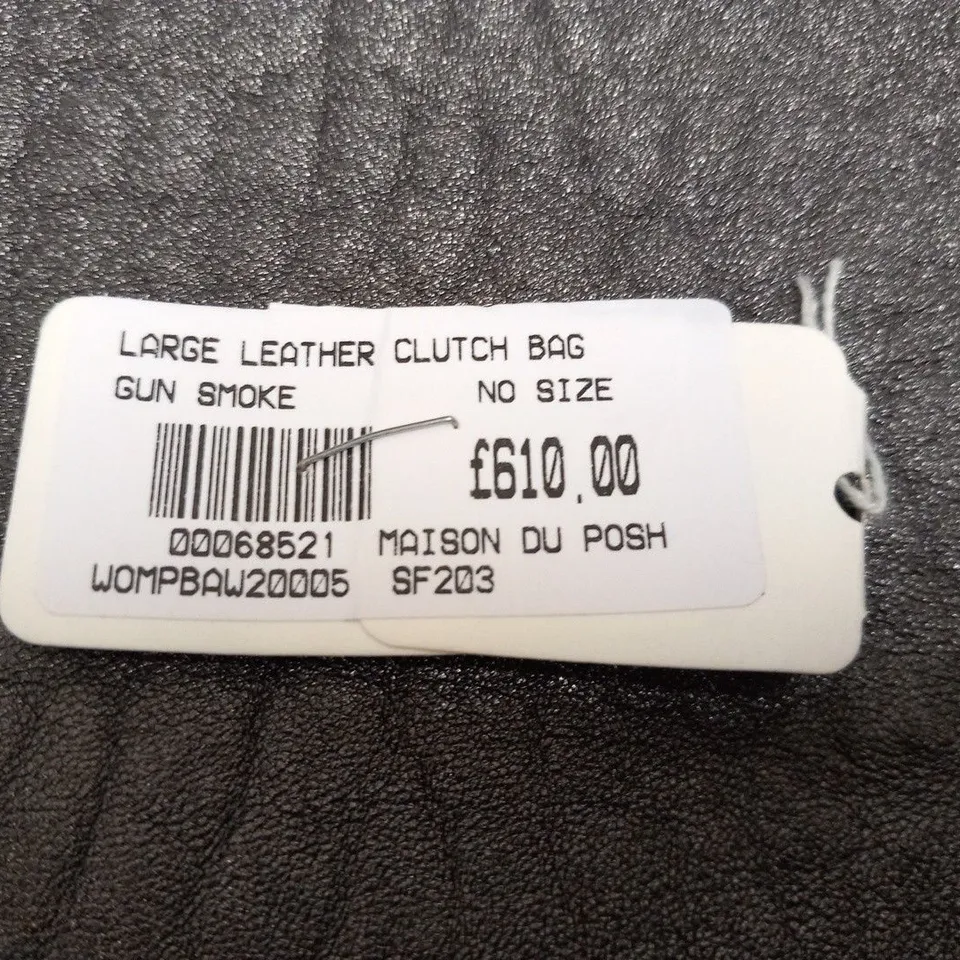 LARGE LEATHER CLUTCH BAG
GUN SMOKE NO SIZE
£610.00
00068521 MAISON DU POSH
WOMPBAW20005 SF203